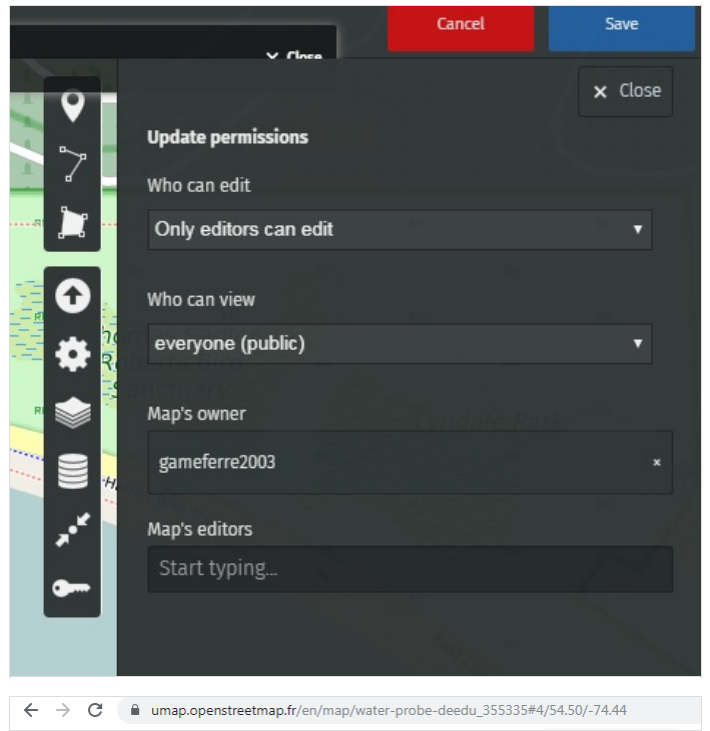 Cancel
Save
Close
× Close
Update permissions
Who can edit
Only editors can edit
Who can view
everyone (public)
Map's owner
gameferre2003
×
Map's editors
Start typing...
Lyndale Park
Sanctuary
umap.openstreetmap.fr/en/map/water-probe-deedu_355335#4/54.50/-74.44